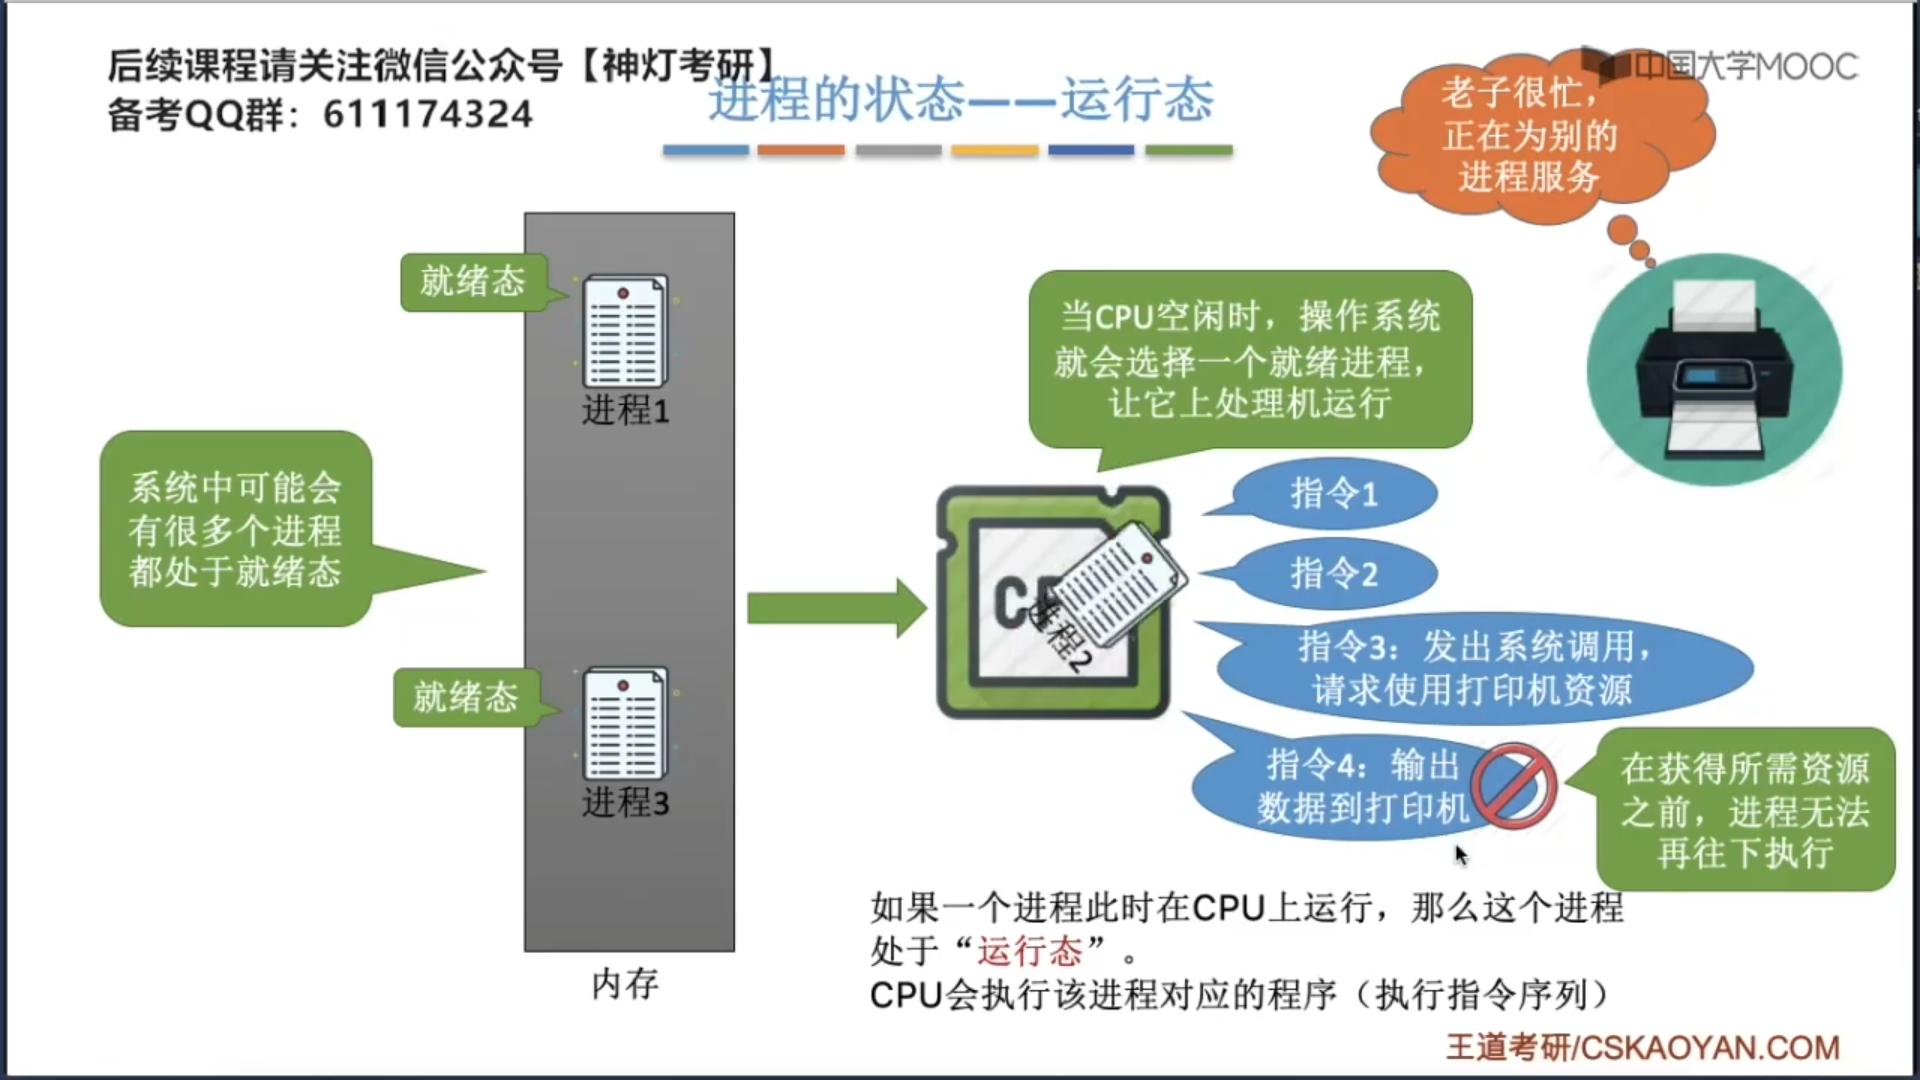 后续课程请关注微信公众号【神灯考研】
备考QQ群：611174324
进程的状态——运行态
中国大学MOOC
老子很忙，
正在为别的
进程服务
就绪态
进程1
当CPU空闲时，操作系统
就会选择一个就绪进程，
让它上处理机运行
系统中可能会
有很多个进程
都处于就绪态
指令1
指令2
进程2
指令3：发出系统调用，
请求使用打印机资源
就绪态
进程3
指令4：输出
数据到打印机
在获得所需资源
之前，进程无法
再往下执行
内存
如果一个进程此时在CPU上运行，那么这个进程
处于“运行态”。
CPU会执行该进程对应的程序（执行指令序列）
王道考研/CSKAOYAN.COM